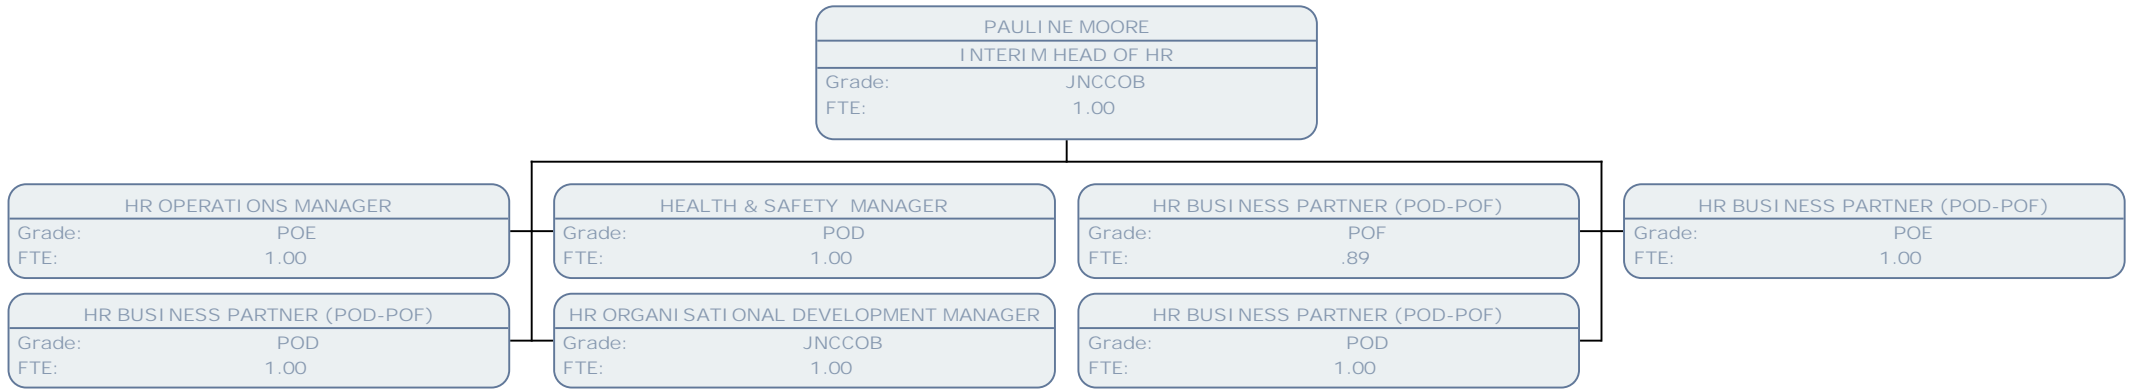 PAULINE MOORE
INTERIM HEAD OF HR
Grade: JNCCOB
FTE: 1.00
HR OPERATIONS MANAGER
Grade: POE
FTE: 1.00
HEALTH & SAFETY MANAGER
Grade: POD
FTE: 1.00
HR BUSINESS PARTNER (POD-POF)
Grade: POF
FTE: .89
HR BUSINESS PARTNER (POD-POF)
Grade: POE
FTE: 1.00
HR BUSINESS PARTNER (POD-POF)
Grade: POD
FTE: 1.00
HR ORGANISATIONAL DEVELOPMENT MANAGER
Grade: JNCCOB
FTE: 1.00
HR BUSINESS PARTNER (POD-POF)
Grade: POD
FTE: 1.00